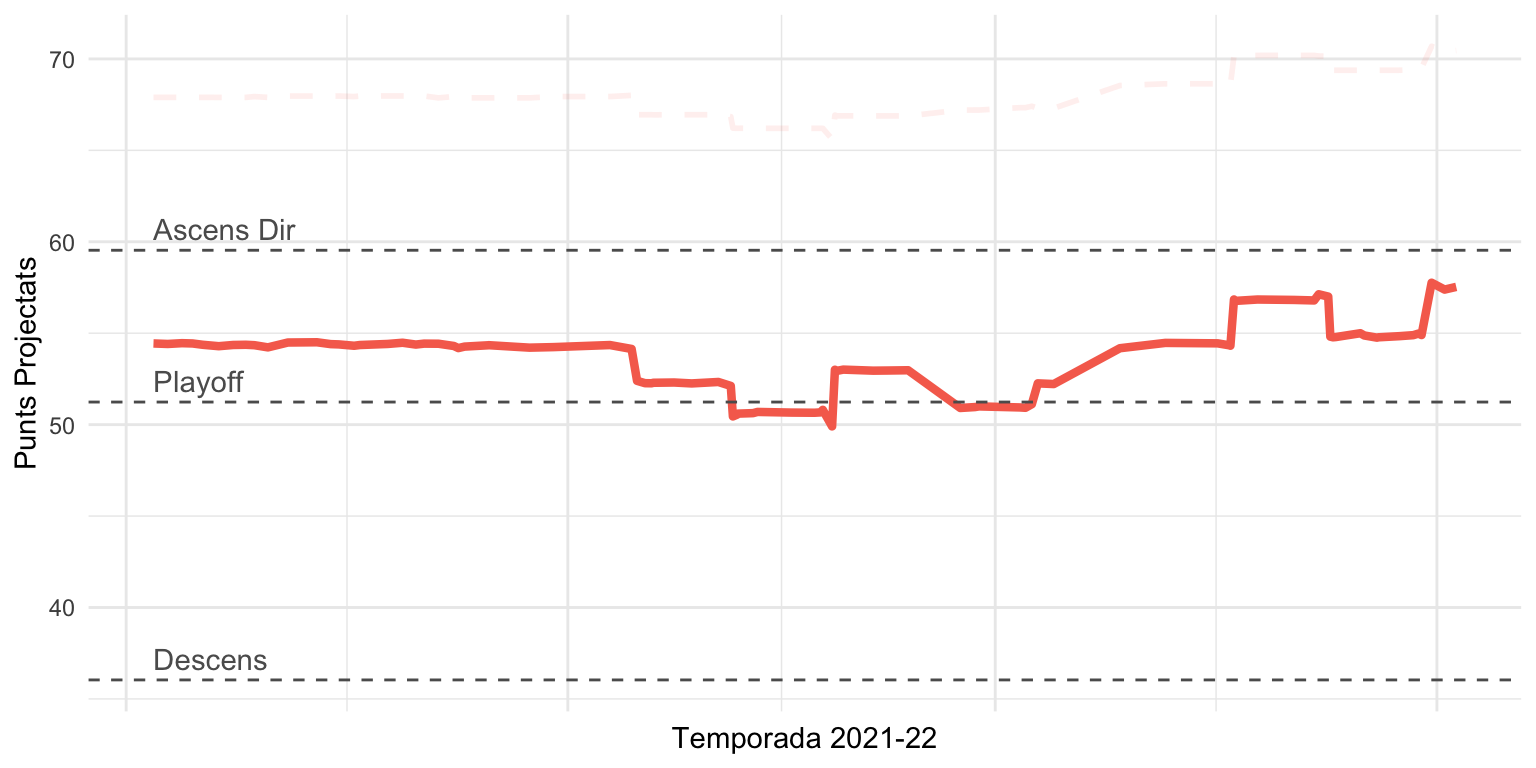 70
Ascens Dir
60
Punts Projectats
Playoff
50
40
Descens
Temporada 2021-22